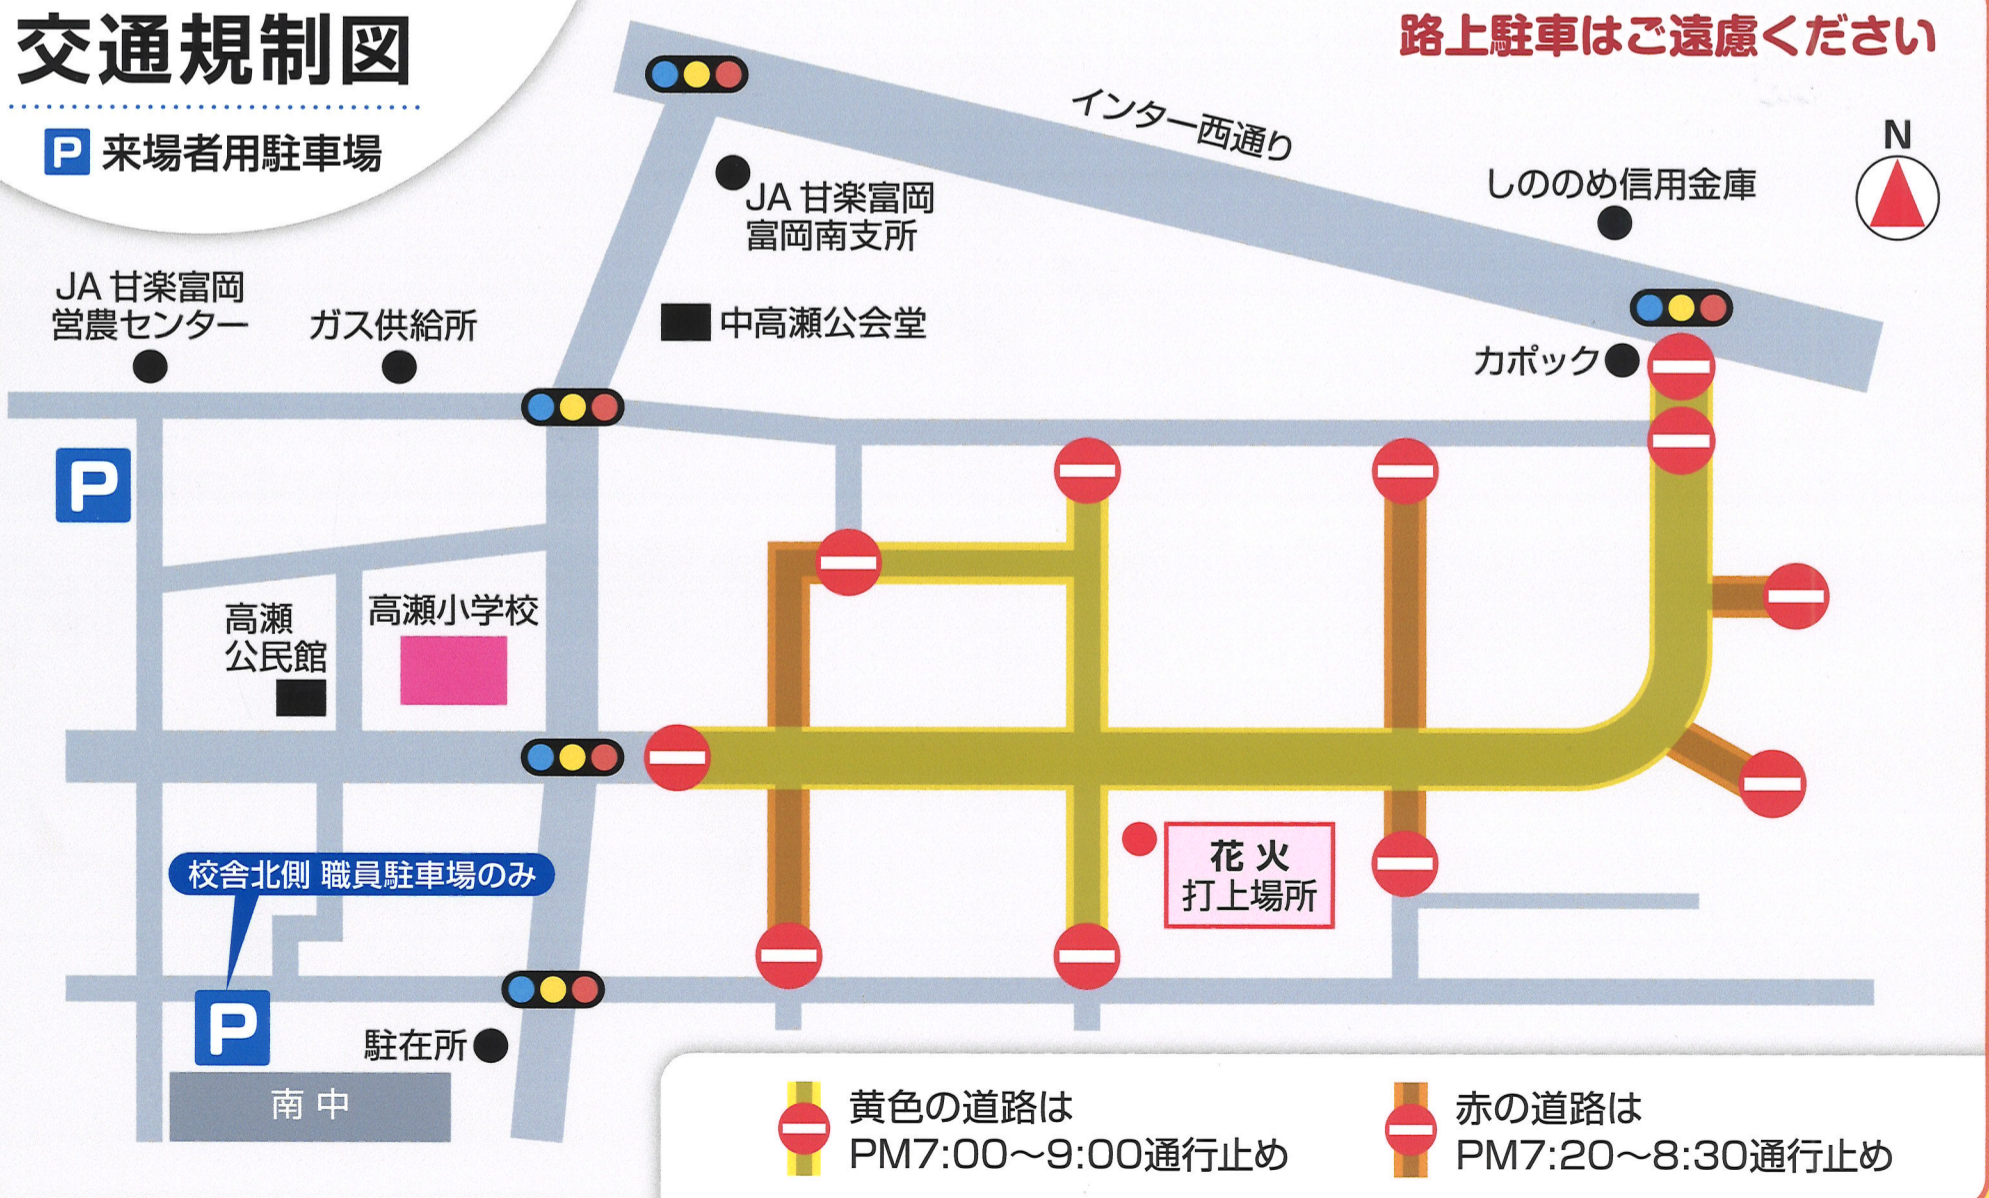 交通規制図
P 来場者用駐車場
路上駐車はご遠慮ください
インター西通り
N
しののめ信用金庫
JA 甘楽富岡
富岡南支所
JA 甘楽富岡
営農センター
ガス供給所
中高瀬公会堂
カポック
P
高瀬
公民館
高瀬小学校
校舎北側 職員駐車場のみ
花火
打上場所
P
駐在所
南中
黄色の道路は
PM7:00～9:00通行止め
赤の道路は
PM7:20～8:30通行止め